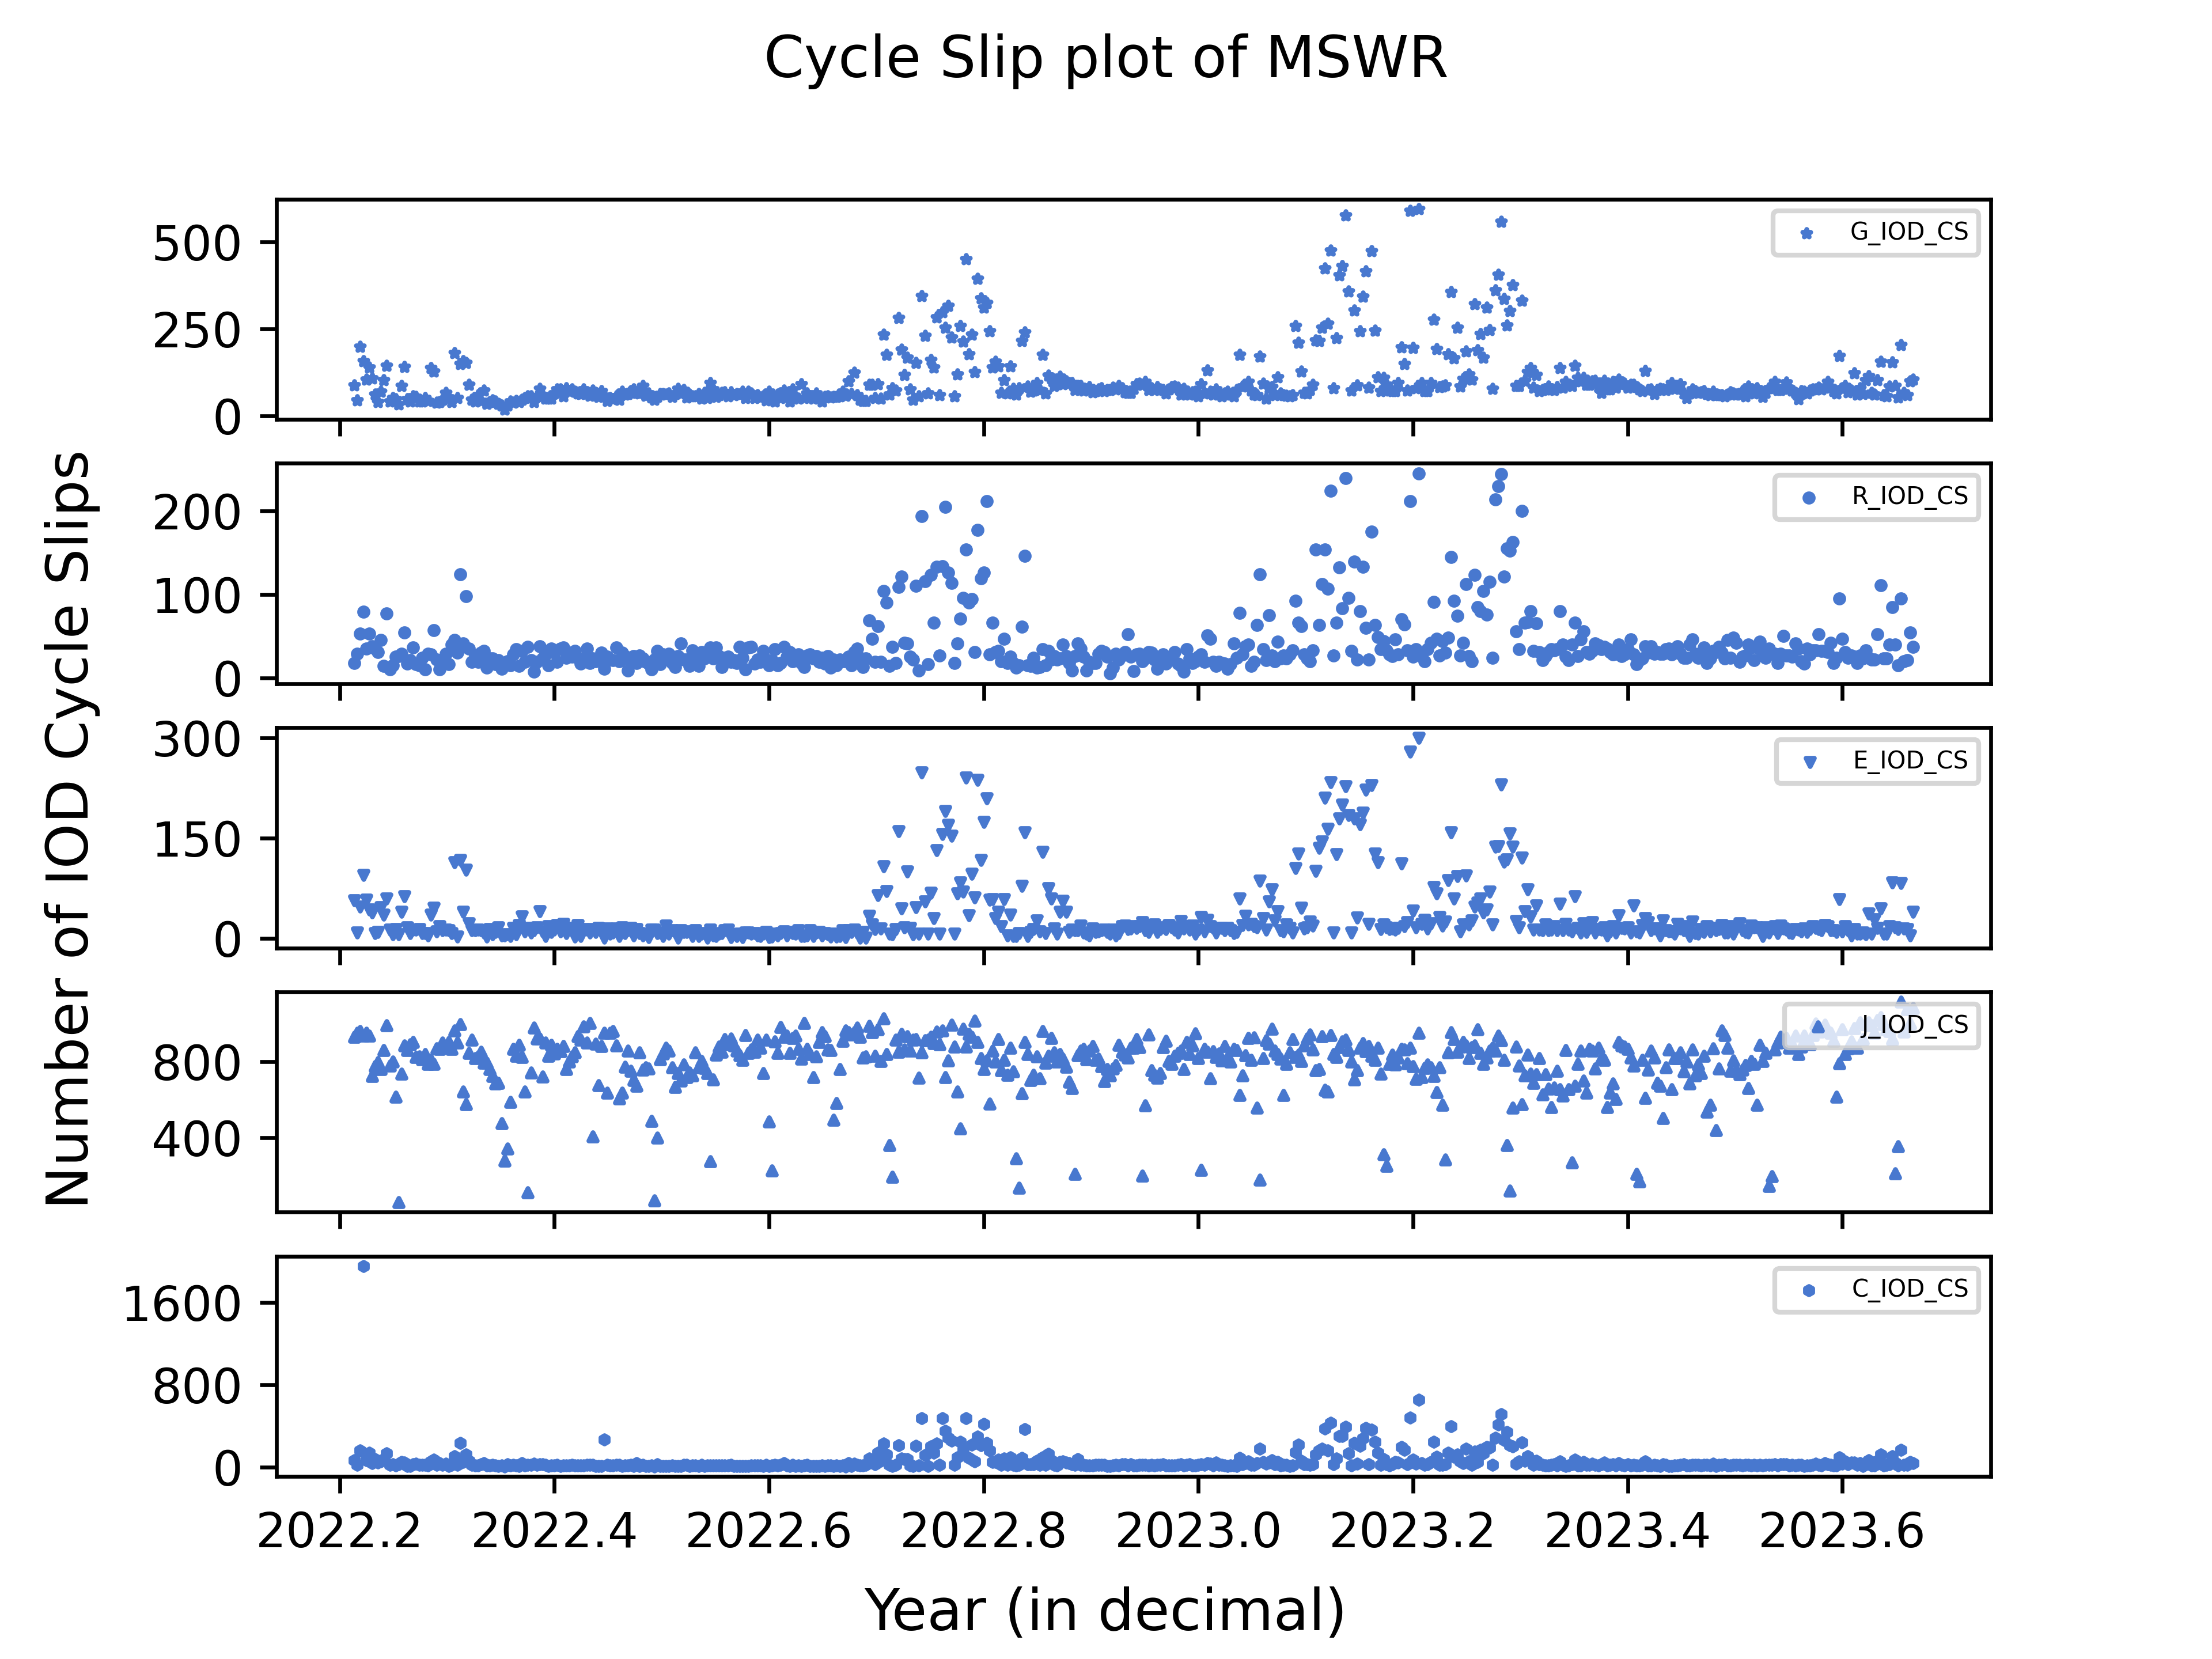 Cycle Slip plot of MSWR
Number of IOD Cycle Slips
500
250
0
G_IOD_CS
200
100
0
R_IOD_CS
300
150
0
E_IOD_CS
800
400
J_IOD_CS
1600
800
0
C_IOD_CS
2022.2 2022.4 2022.6 2022.8 2023.0 2023.2 2023.4 2023.6
Year (in decimal)